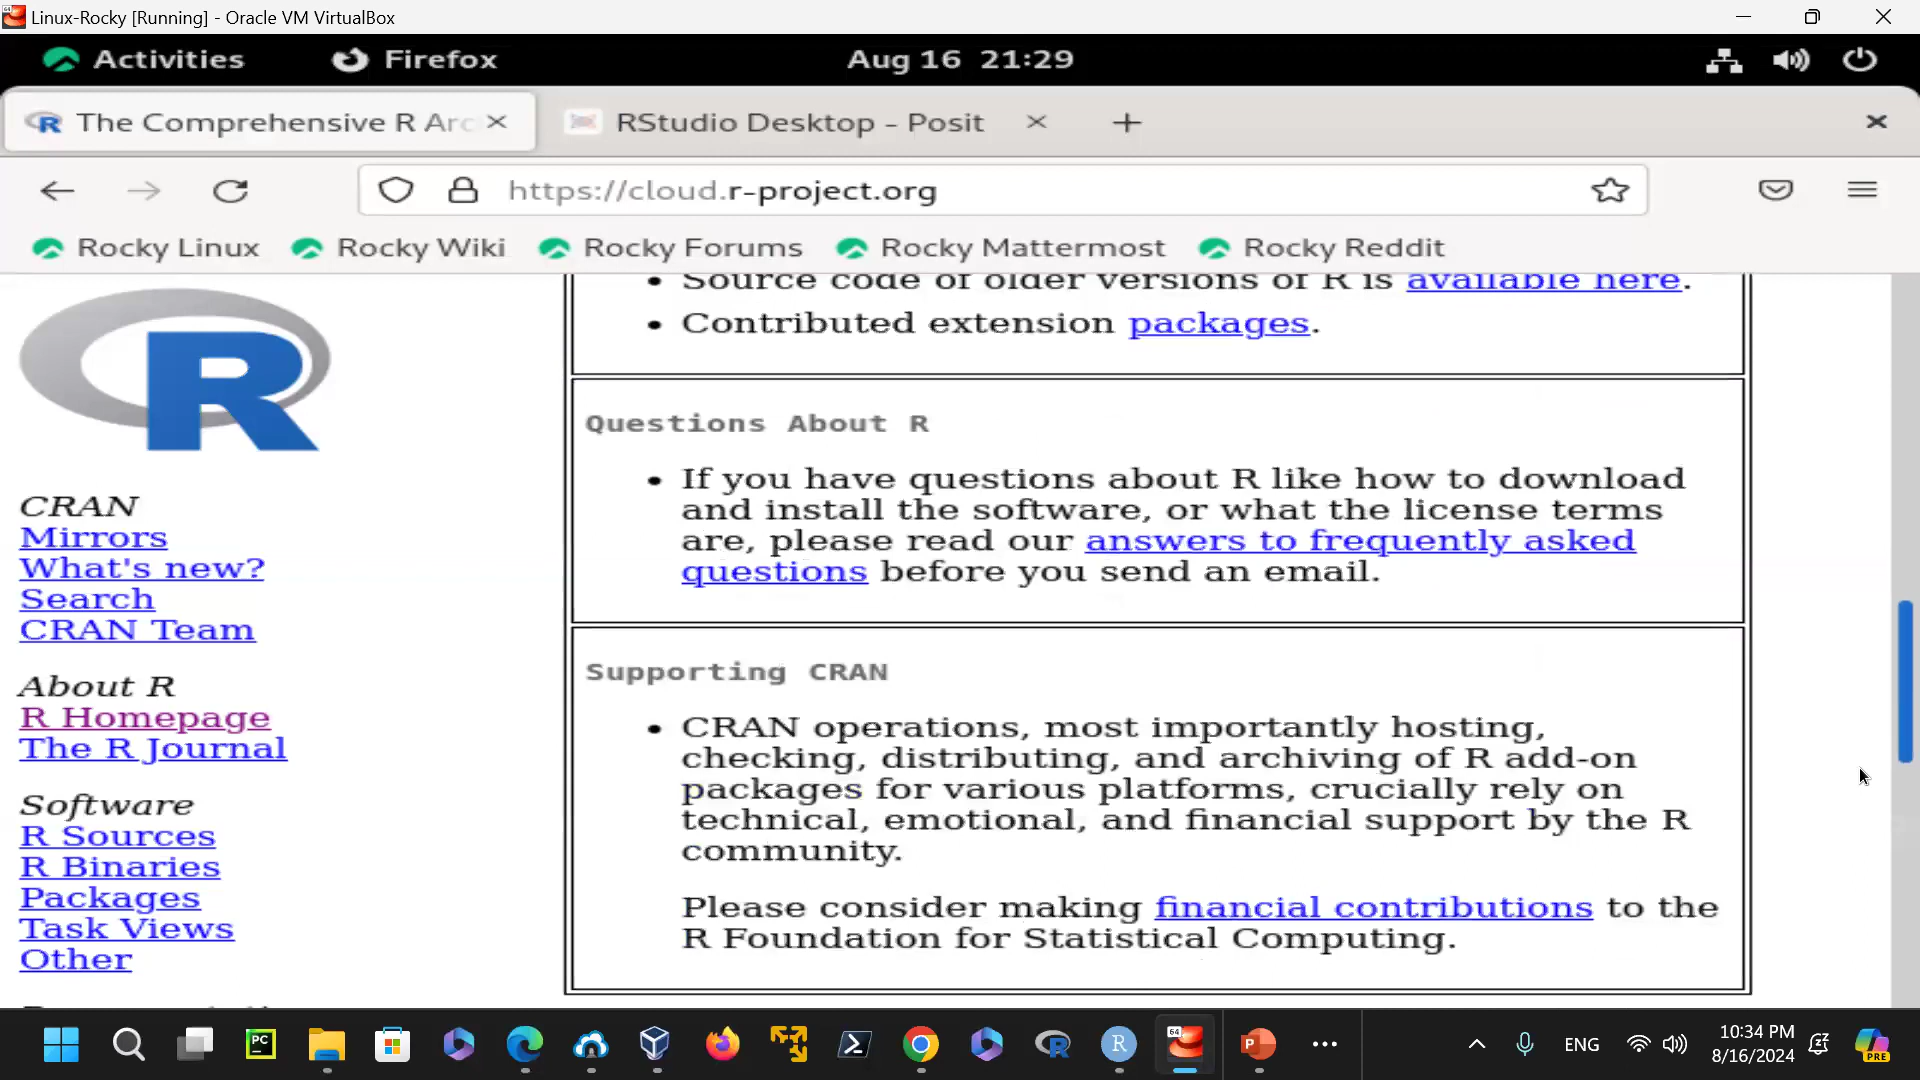 Linux-Rocky [Running] - Oracle VM VirtualBox
Activities Firefox Aug 16 21:29
The Comprehensive R Arc RStudio Desktop – Posit
https://cloud.r-project.org
Rocky Linux Rocky Wiki Rocky Forums Rocky Mattermost Rocky Reddit
R
CRAN
Mirrors
What's new?
Search
CRAN Team
About R
R Homepage
The R Journal
Software
R Sources
R Binaries
Packages
Task Views
Other
Source code of older versions of R is available here.
Contributed extension packages.
Questions About R
If you have questions about R like how to download
and install the software, or what the license terms
are, please read our answers to frequently asked
questions before you send an email.
Supporting CRAN
CRAN operations, most importantly hosting,
checking, distributing, and archiving of R add-on
packages for various platforms, crucially rely on
technical, emotional, and financial support by the R
community.
Please consider making financial contributions to the
R Foundation for Statistical Computing.
PC
64
P
PRE
ENG
10:34 PM
8/16/2024